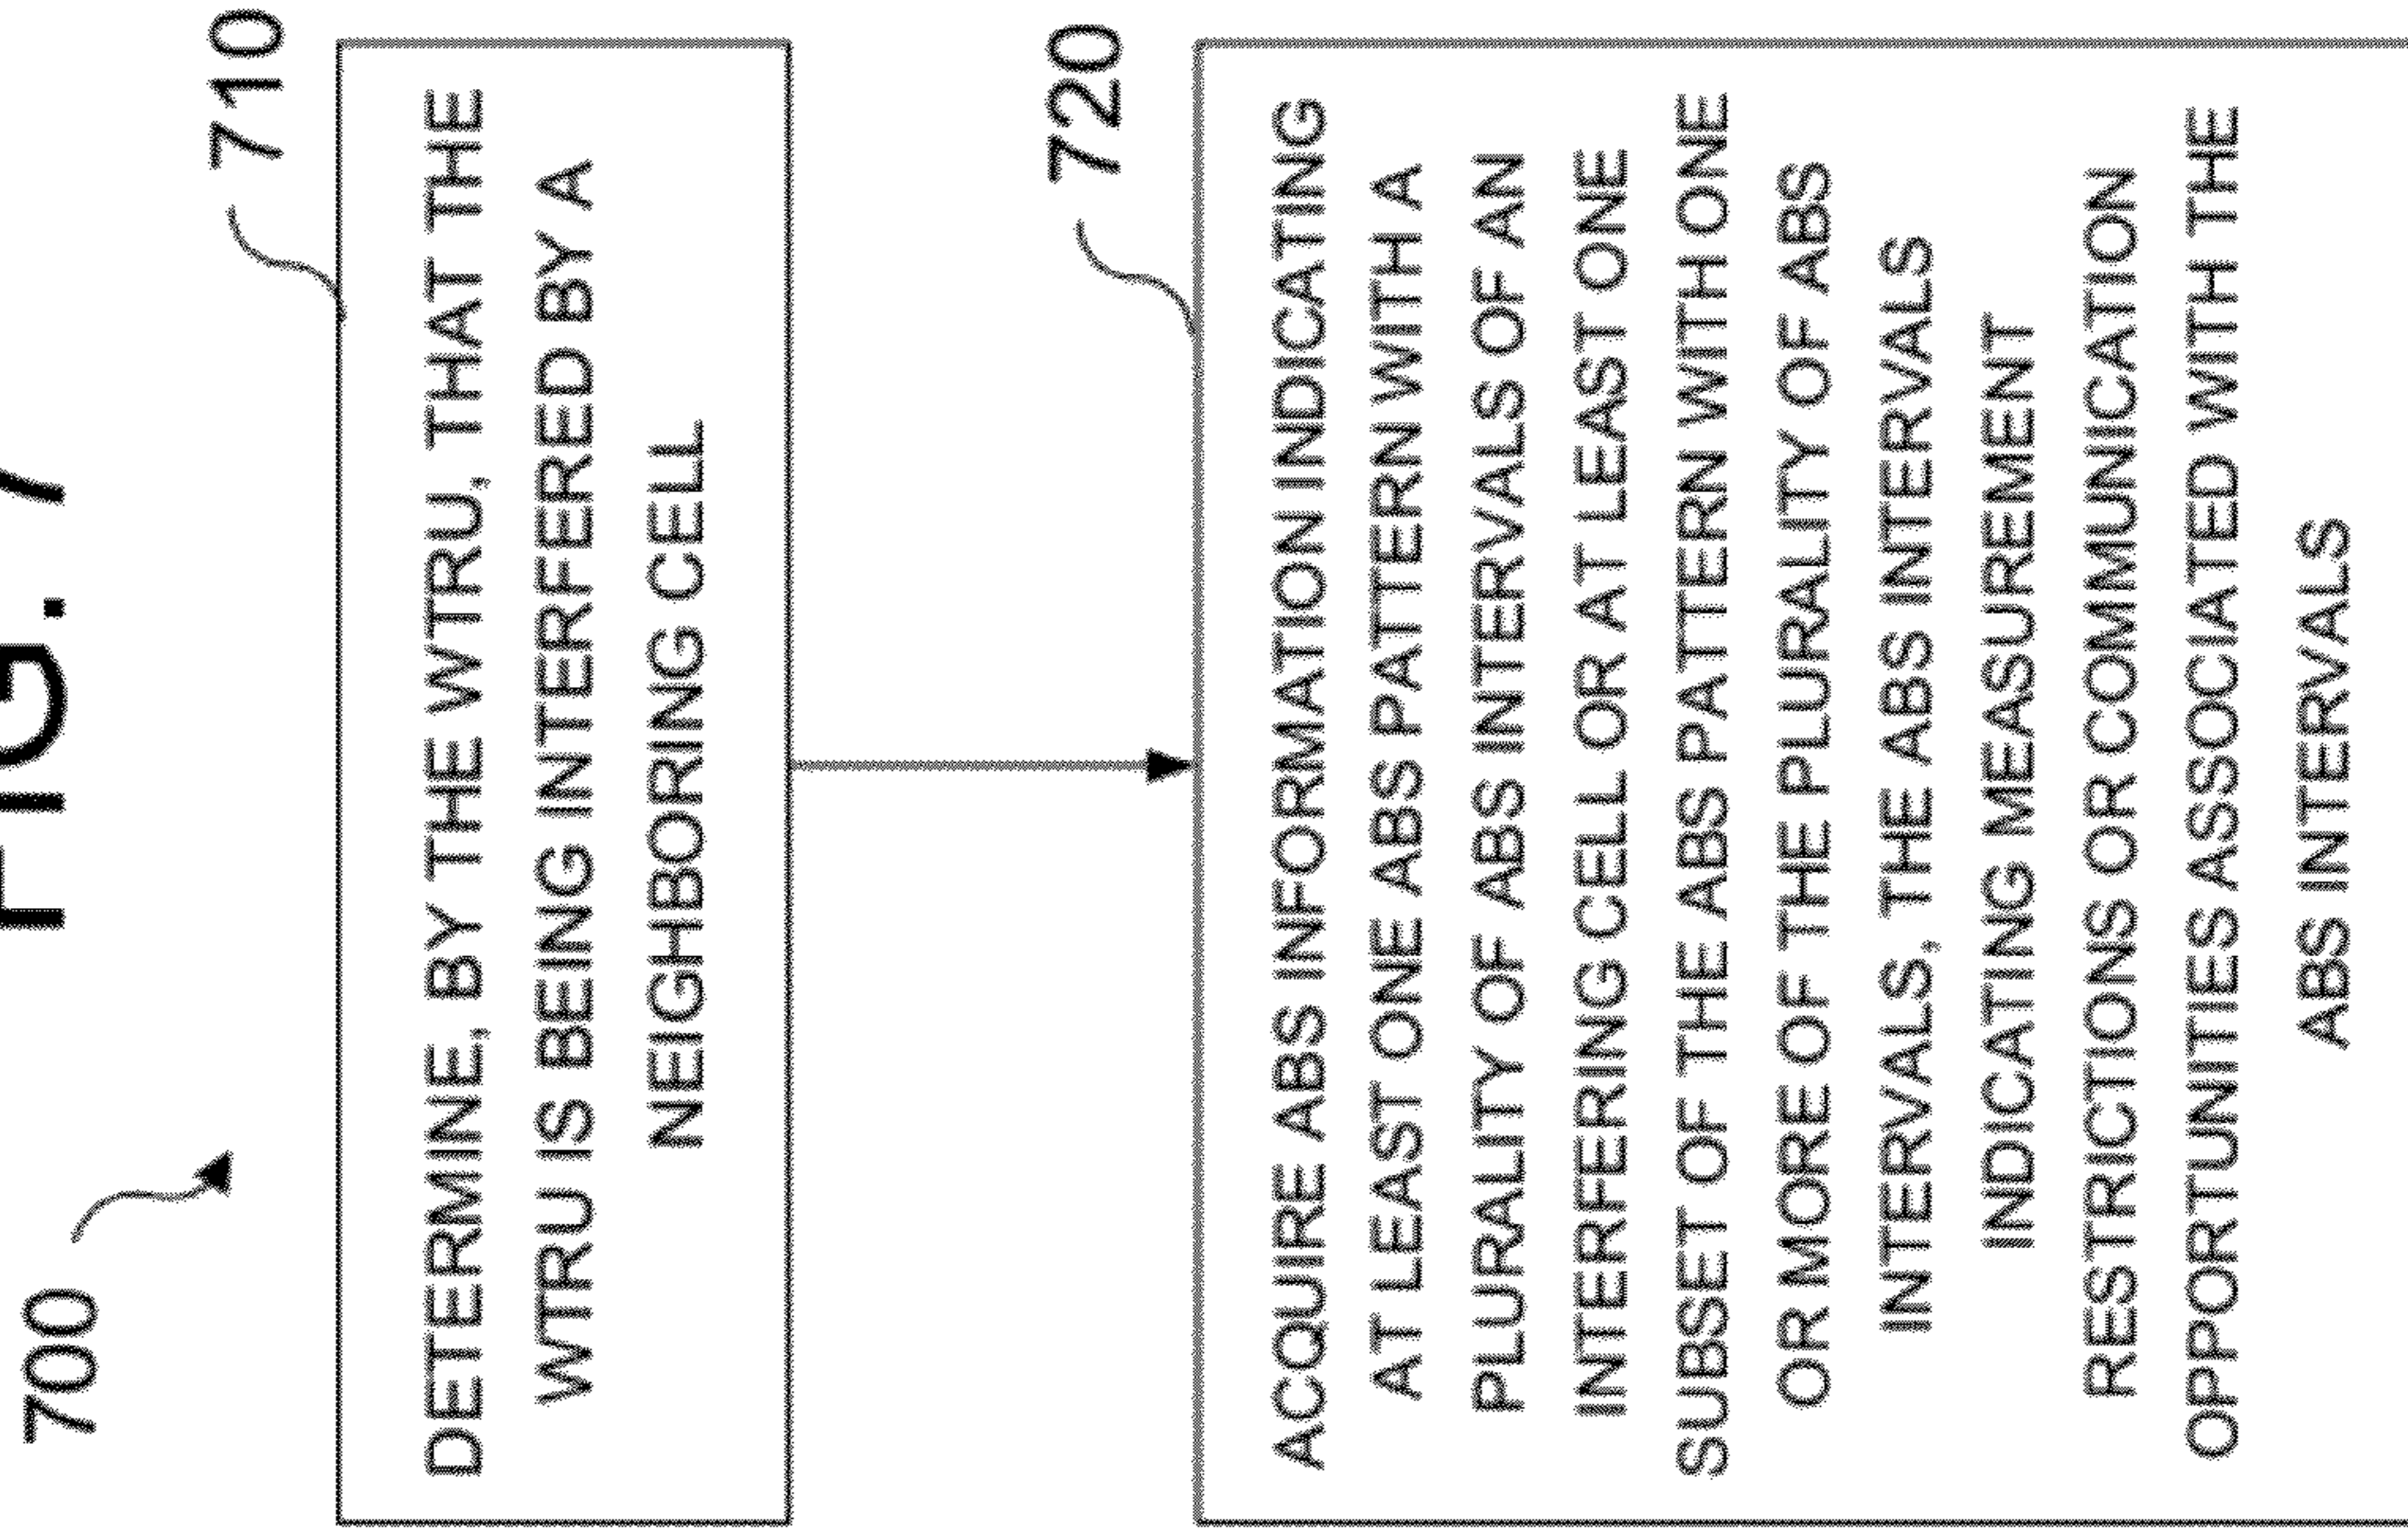 FIG. 7
700
710
DETERMINE, BY THE WTRU, THAT THE
WTRU IS BEING INTERFERED BY A
NEIGHBORING CELL
720
ACQUIRE ABS INFORMATION INDICATING
AT LEAST ONE ABS PATTERN WITH A
PLURALITY OF ABS INTERVALS OF AN
INTERFERING CELL OR AT LEAST ONE
SUBSET OF THE ABS PATTERN WITH ONE
OR MORE OF THE PLURALITY OF ABS
INTERVALS, THE ABS INTERVALS
INDICATING MEASUREMENT
RESTRICTIONS OR COMMUNICATION
OPPORTUNITIES ASSOCIATED WITH THE
ABS INTERVALS